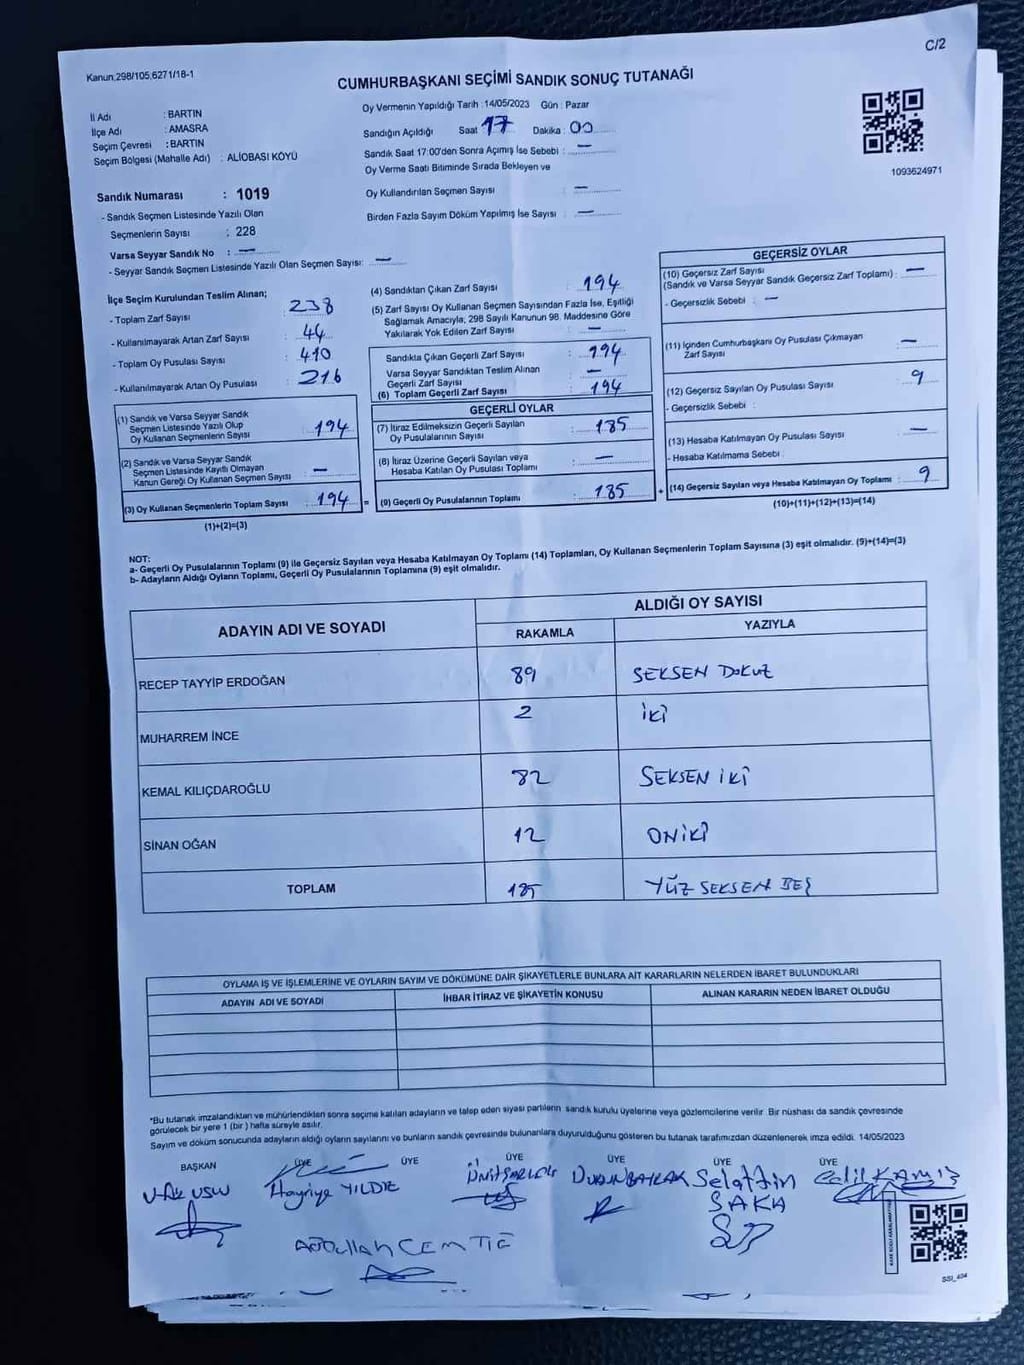 C/2
Kanun:298/105;6271/18-1
CUMHURBAŞKANI SEÇİMİ SANDIK SONUÇ TUTANAĞI
İl Adı : BARTIN
İlçe Adı : AMASRA
Seçim Çevresi : BARTIN
Seçim Bölgesi (Mahalle Adı) : ALİOBASI KÖYÜ
Oy Vermenin Yapıldığı Tarih :14/05/2023 Gün : Pazar
Sandığın Açıldığı Saat 17 Dakika : 00
Sandık Saat 17:00'den Sonra Açımış İse Sebebi : —
Oy Verme Saati Bitiminde Sırada Bekleyen ve
Oy Kullandırılan Seçmen Sayısı —
Birden Fazla Sayım Döküm Yapılmış İse Sayısı : —
1093624971
Sandık Numarası : 1019
- Sandık Seçmen Listesinde Yazılı Olan
Seçmenlerin Sayısı : 228
Varsa Seyyar Sandık No : —
- Seyyar Sandık Seçmen Listesinde Yazılı Olan Seçmen Sayısı: —
İlçe Seçim Kurulundan Teslim Alınan;
- Toplam Zarf Sayısı : 238
- Kullanılmayarak Artan Zarf Sayısı : 44
- Toplam Oy Pusulası Sayısı : 410
- Kullanılmayarak Artan Oy Pusulası : 216
(1) Sandık ve Varsa Seyyar Sandık
Seçmen Listesinde Yazılı Olup
Oy Kullanan Seçmenlerin Sayısı : 194
(2) Sandık ve Varsa Seyyar Sandık
Seçmen Listesinde Kayıtlı Olmayan
Kanun Gereği Oy Kullanan Seçmen Sayısı : —
(3) Oy Kullanan Seçmenlerin Toplam Sayısı : 194 =
(1)+(2)=(3)
(4) Sandıktan Çıkan Zarf Sayısı : 194
(5) Zarf Sayısı Oy Kullanan Seçmen Sayısından Fazla İse, Eşitliği
Sağlamak Amacıyla, 298 Sayılı Kanunun 98. Maddesine Göre
Yakılarak Yok Edilen Zarf Sayısı : —
Sandıkta Çıkan Geçerli Zarf Sayısı : 194
Varsa Seyyar Sandıktan Teslim Alınan
Geçerli Zarf Sayısı : —
(6) Toplam Geçerli Zarf Sayısı : 194
GEÇERLİ OYLAR
(7) İtiraz Edilmeksizin Geçerli Sayılan
Oy Pusulalarının Sayısı : 185
(8) İtiraz Üzerine Geçerli Sayılan veya
Hesaba Katılan Oy Pusulası Toplamı : —
(9) Geçerli Oy Pusulalarının Toplamı : 185 +
GEÇERSİZ OYLAR
(10) Geçersiz Zarf Sayısı
(Sandık ve Varsa Seyyar Sandık Geçersiz Zarf Toplamı) : —
- Geçersizlik Sebebi : —
(11) İçinden Cumhurbaşkanı Oy Pusulası Çıkmayan
Zarf Sayısı : —
(12) Geçersiz Sayılan Oy Pusulası Sayısı : 9
- Geçersizlik Sebebi :
(13) Hesaba Katılmayan Oy Pusulası Sayısı : —
- Hesaba Katılmama Sebebi :
(14) Geçersiz Sayılan veya Hesaba Katılmayan Oy Toplamı : 9
(10)+(11)+(12)+(13)=(14)
NOT:
a- Geçerli Oy Pusulalarının Toplamı (9) ile Geçersiz Sayılan veya Hesaba Katılmayan Oy Toplamı (14) Toplamları, Oy Kullanan Seçmenlerin Toplam Sayısına (3) eşit olmalıdır. (9)+(14)=(3)
b- Adayların Aldığı Oyların Toplamı, Geçerli Oy Pusulalarının Toplamına (9) eşit olmalıdır.
ADAYIN ADI VE SOYADI ALDIĞI OY SAYISI
RAKAMLA YAZIYLA
RECEP TAYYİP ERDOĞAN 89 SEKSEN DOKUZ
MUHARREM İNCE 2 İKİ
KEMAL KILIÇDAROĞLU 82 SEKSEN İKİ
SİNAN OĞAN 12 ONİKİ
TOPLAM 185 YÜZ SEKSEN BEŞ
OYLAMA İŞ VE İŞLEMLERİNE VE OYLARIN SAYIM VE DÖKÜMÜNE DAİR ŞİKAYETLERLE BUNLARA AİT KARARLARIN NELERDEN İBARET BULUNDUKLARI
ADAYIN ADI VE SOYADI İHBAR İTİRAZ VE ŞİKAYETİN KONUSU ALINAN KARARIN NEDEN İBARET OLDUĞU
*Bu tutanak imzalandıktan ve mühürlendikten sonra seçime katılan adayların ve talep eden siyasi partilerin sandık kurulu üyelerine veya gözlemcilerine verilir. Bir nüshası da sandık çevresinde
görülecek bir yere 1 (bir ) hafta süreyle asılır.
Sayım ve döküm sonucunda adayların aldığı oyların sayılarını ve bunların sandık çevresinde bulunanlara duyurulduğunu gösteren bu tutanak tarafımızdan düzenlenerek imza edildi. 14/05/2023
BAŞKAN ÜYE ÜYE ÜYE ÜYE ÜYE ÜYE
Hayriye YILDIZ
Selattin
SAKA
SSI_404